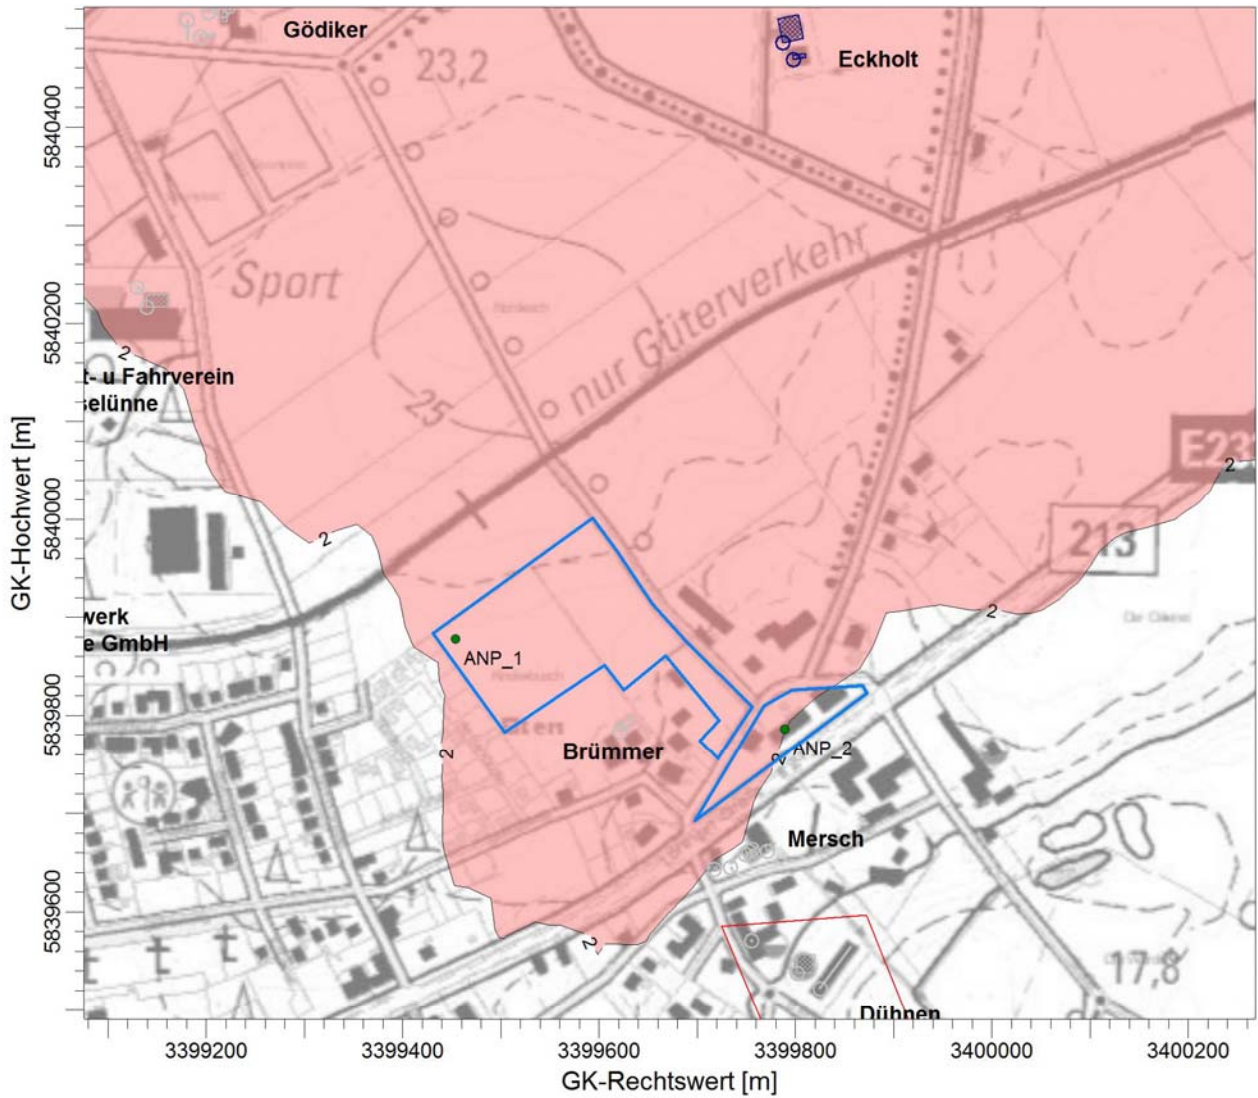 Gödiker
23,2
Eckholt
5840400
Sport
nur Güterverkehr
5840200
2
t- u Fahrverein
selünne
25
E23
2
5840000
213
2
GK-Hochwert [m]
werk
e GmbH
2
ANP_1
5839800
Brümmer
2
ANP_2
2
Mersch
5839600
2
17,8
Dühnen
3399200
3399400
3399600
3399800
3400000
3400200
GK-Rechtswert [m]